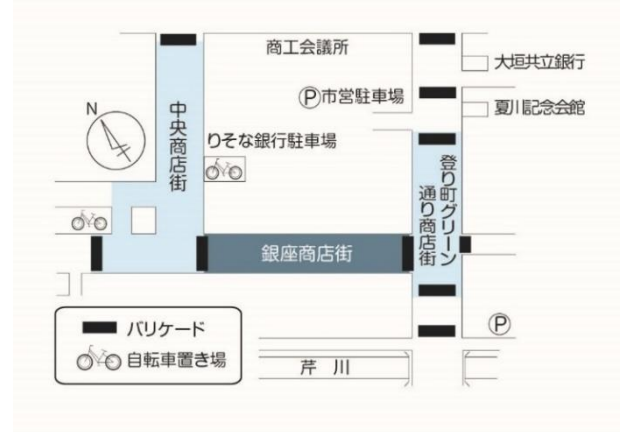 商工会議所
大垣共立銀行
Ⓟ市営駐車場
夏川記念会館
N
中央商店街
りそな銀行駐車場
登り町グリーン
通り商店街
銀座商店街
バリケード
自転車置き場
芹 川
Ⓟ